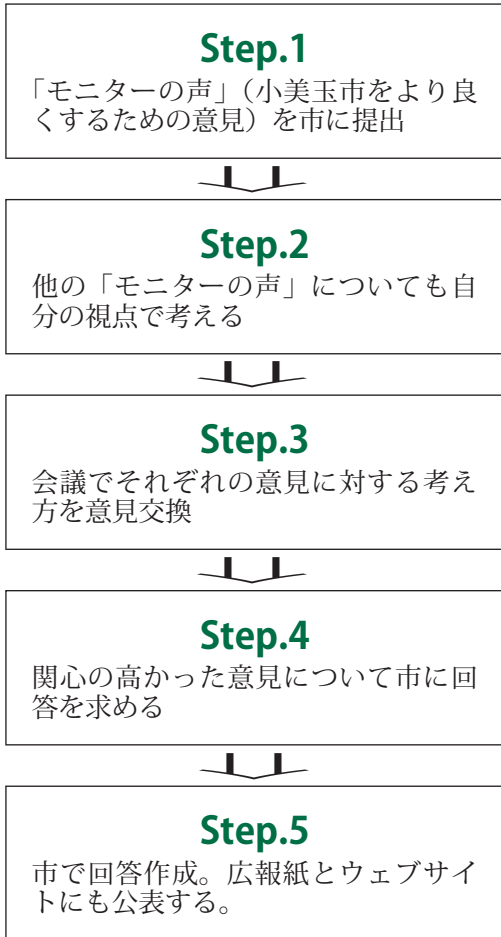 Step.1
「モニターの声」（小美玉市をより良
くするための意見）を市に提出
Step.2
他の「モニターの声」についても自
分の視点で考える
Step.3
会議でそれぞれの意見に対する考え
方を意見交換
Step.4
関心の高かった意見について市に回
答を求める
Step.5
市で回答作成。広報紙とウェブサイ
トにも公表する。